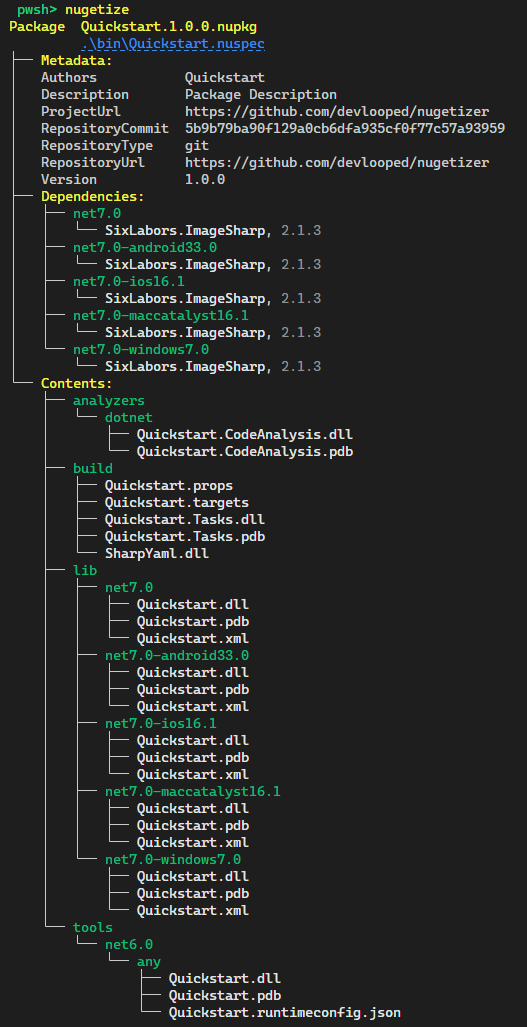 pwsh> nugetize
Package Quickstart.1.0.0.nupkg
.\bin\Quickstart.nuspec
Metadata:
Authors Quickstart
Description Package Description
ProjectUrl https://github.com/devlooped/nugetizer
RepositoryCommit 5b9b79ba90f129a0cb6dfa935cf0f77c57a93959
RepositoryType git
RepositoryUrl https://github.com/devlooped/nugetizer
Version 1.0.0
Dependencies:
net7.0
SixLabors.ImageSharp, 2.1.3
net7.0-android33.0
SixLabors.ImageSharp, 2.1.3
net7.0-ios16.1
SixLabors.ImageSharp, 2.1.3
net7.0-maccatalyst16.1
SixLabors.ImageSharp, 2.1.3
net7.0-windows7.0
SixLabors.ImageSharp, 2.1.3
Contents:
analyzers
dotnet
Quickstart.CodeAnalysis.dll
Quickstart.CodeAnalysis.pdb
build
Quickstart.props
Quickstart.targets
Quickstart.Tasks.dll
Quickstart.Tasks.pdb
SharpYaml.dll
lib
net7.0
Quickstart.dll
Quickstart.pdb
Quickstart.xml
net7.0-android33.0
Quickstart.dll
Quickstart.pdb
Quickstart.xml
net7.0-ios16.1
Quickstart.dll
Quickstart.pdb
Quickstart.xml
net7.0-maccatalyst16.1
Quickstart.dll
Quickstart.pdb
Quickstart.xml
net7.0-windows7.0
Quickstart.dll
Quickstart.pdb
Quickstart.xml
tools
net6.0
any
Quickstart.dll
Quickstart.pdb
Quickstart.runtimeconfig.json